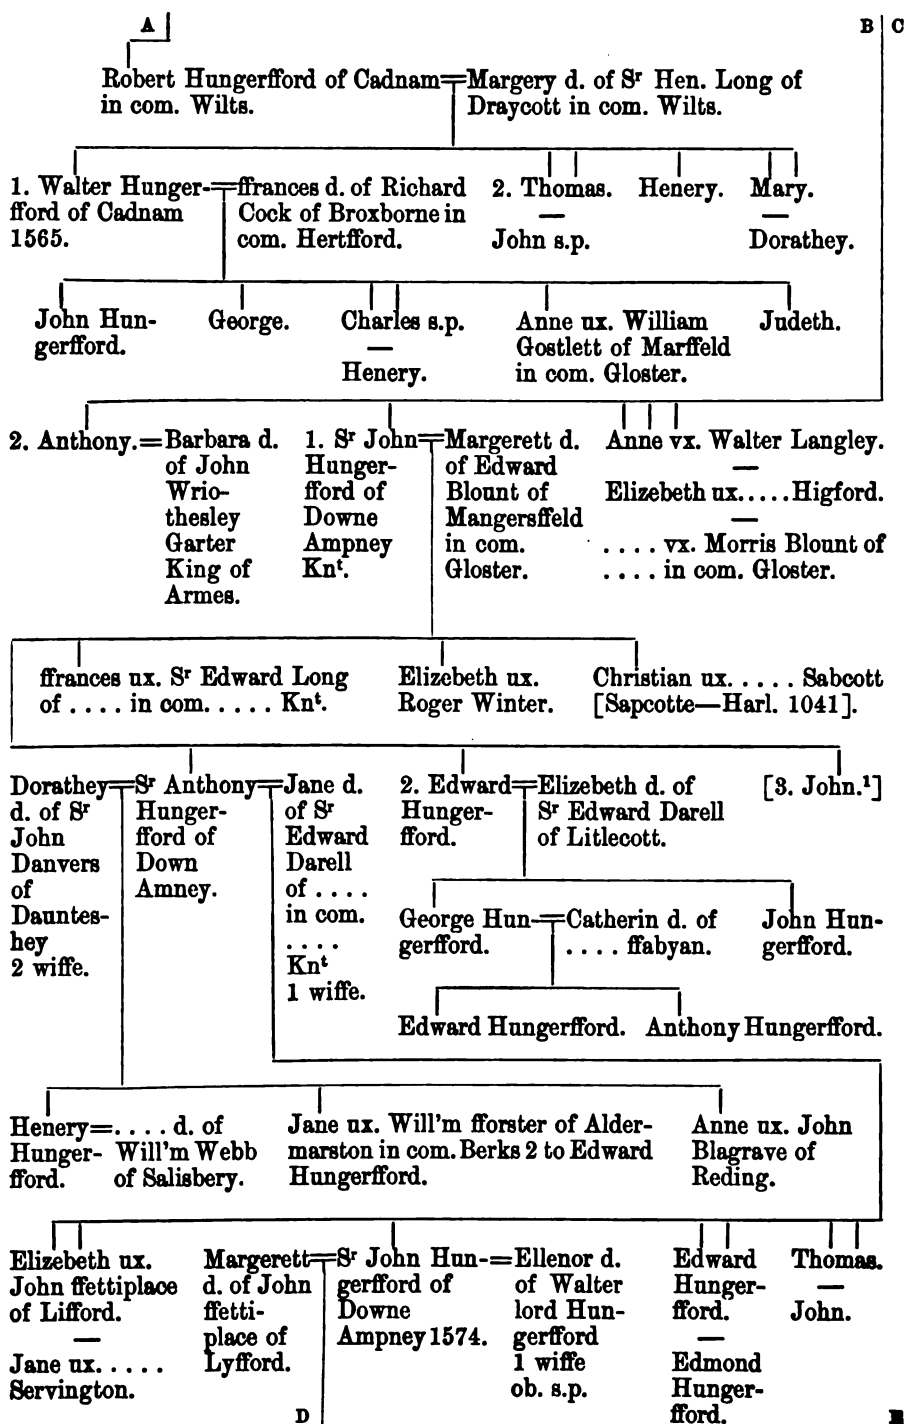 A
B C
Robert Hungerfford of Cadnam=Margery d. of Sʳ Hen. Long of
in com. Wilts. Draycott in com. Wilts.
1. Walter Hunger-
fford of Cadnam
1565.
=ffrances d. of Richard
Cock of Broxborne in
com. Hertfford.
2. Thomas.
—
John s.p.
Henery.
Mary.
—
Dorathey.
John Hun-
gerfford.
George.
Charles s.p.
—
Henery.
Anne ux. William
Gostlett of Marffeld
in com. Gloster.
Judeth.
2. Anthony.=
Barbara d.
of John
Wrio-
thesley
Garter
King of
Armes.
1. Sʳ John=
Hunger-
fford of
Downe
Ampney
Knᵗ.
Margerett d.
of Edward
Blount of
Mangersffeld
in com.
Gloster.
Anne vx. Walter Langley.
—
Elizebeth ux.....Higford.
—
.... vx. Morris Blount of
.... in com. Gloster.
ffrances ux. Sʳ Edward Long
of .... in com..... Knᵗ.
Elizebeth ux.
Roger Winter.
Christian ux..... Sabcott
[Sapcotte—Harl. 1041].
Dorathey=
d. of Sʳ
John
Danvers
of
Dauntes-
hey
2 wiffe.
Sʳ Anthony=
Hunger-
fford of
Down
Amney.
Jane d.
of Sʳ
Edward
Darell
of ....
in com.
....
Knᵗ
1 wiffe.
2. Edward=
Hunger-
fford.
Elizebeth d. of
Sʳ Edward Darell
of Litlecott.
[3. John.¹]
George Hun-=
gerfford.
Catherin d. of
.... ffabyan.
John Hun-
gerfford.
Edward Hungerfford. Anthony Hungerfford.
Henery=
Hunger-
fford.
.... d. of
Will'm Webb
of Salisbery.
Jane ux. Will'm fforster of Alder-
marston in com. Berks 2 to Edward
Hungerfford.
Anne ux. John
Blagrave of
Reding.
Elizebeth ux.
John ffettiplace
of Lifford.
—
Jane ux.....
Servington.
Margerett=
d. of John
ffetti-
place of
Lyfford.
Sʳ John Hun-=
gerfford of
Downe
Ampney 1574.
Ellenor d.
of Walter
lord Hun-
gerfford
1 wiffe
ob. s.p.
Edward
Hunger-
fford.
—
Edmond
Hunger-
fford.
Thomas.
—
John.
D